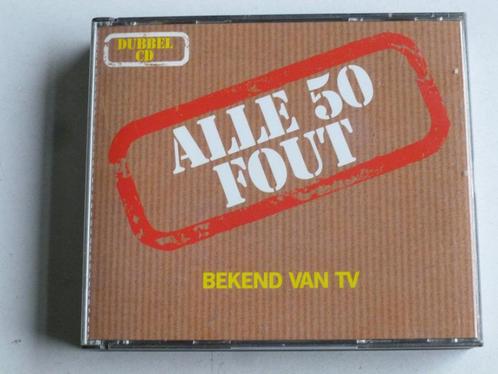 DUBBEL
CD
ALLE 50
FOUT
BEKEND VAN TV